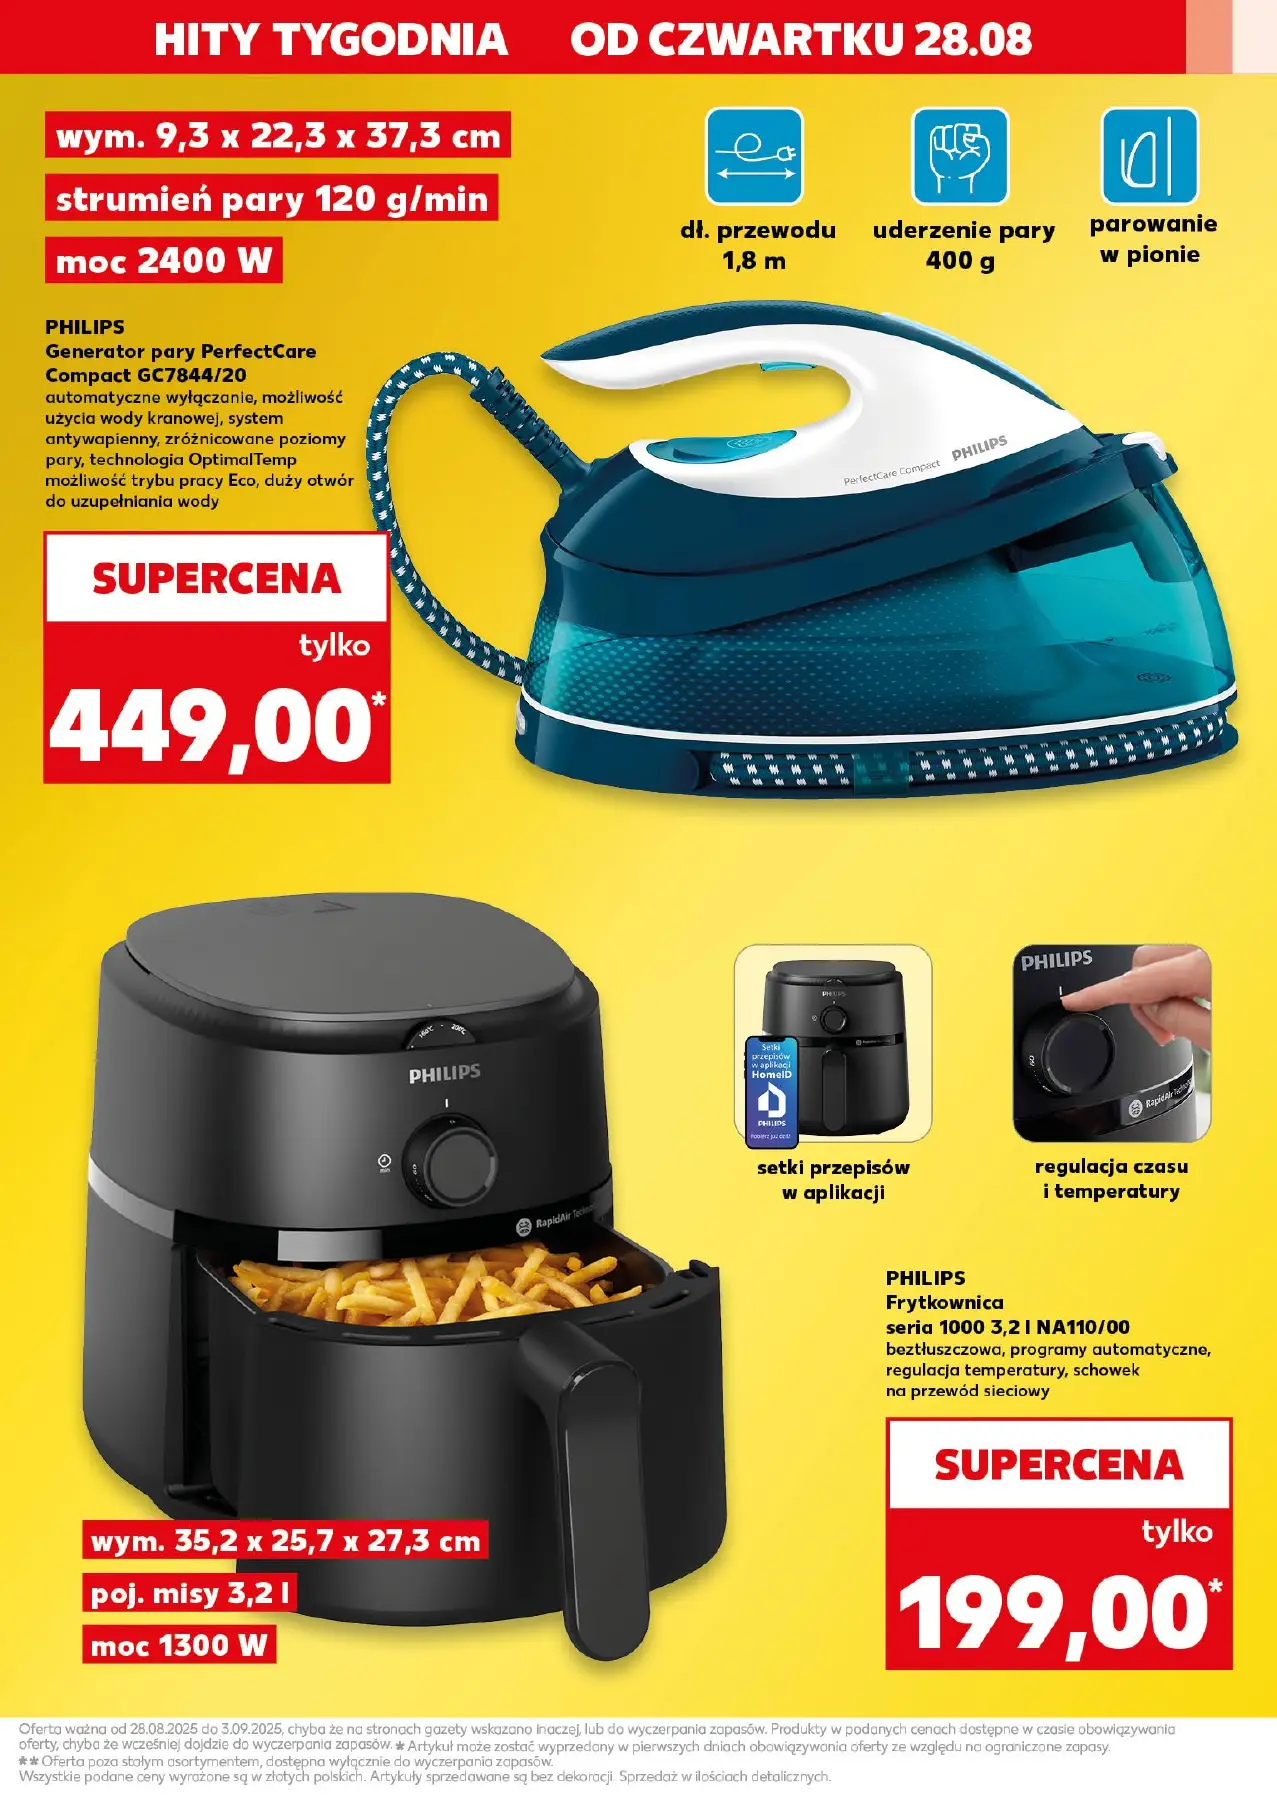 HITY TYGODNIA OD CZWARTKU 28.08
wym. 9,3 x 22,3 x 37,3 cm
strumień pary 120 g/min
moc 2400 W
dł. przewodu
1,8 m
uderzenie pary
400 g
parowanie
w pionie
PHILIPS
Generator pary PerfectCare
Compact GC7844/20
automatyczne wyłączanie, możliwość
użycia wody kranowej, system
antywapienny, zróżnicowane poziomy
pary, technologia OptimalTemp
możliwość trybu pracy Eco, duży otwór
do uzupełniania wody
PerfectCare Compact PHILIPS
SUPERCENA
tylko
449,00*
160°C 200°C
PHILIPS
min
60
RapidAir Technology
PHILIPS
Setki
przepisów
w aplikacji
HomeID
PHILIPS
Pobierz już dziś!
setki przepisów
w aplikacji
PHILIPS
60
RapidAir
regulacja czasu
i temperatury
PHILIPS
Frytkownica
seria 1000 3,2 l NA110/00
beztłuszczowa, programy automatyczne,
regulacja temperatury, schowek
na przewód sieciowy
SUPERCENA
tylko
199,00*
wym. 35,2 x 25,7 x 27,3 cm
poj. misy 3,2 l
moc 1300 W
Oferta ważna od 28.08.2025 do 3.09.2025, chyba że na stronach gazety wskazano inaczej, lub do wyczerpania zapasów. Produkty w podanych cenach dostępne w czasie obowiązywania
oferty, chyba że wcześniej dojdzie do wyczerpania zapasów. * Artykuł może zostać wyprzedany w pierwszych dniach obowiązywania oferty ze względu na ograniczone zapasy.
** Oferta poza stałym asortymentem, dostępna wyłącznie do wyczerpania zapasów.
Wszystkie podane ceny wyrażone są w złotych polskich. Artykuły sprzedawane są bez dekoracji. Sprzedaż w ilościach detalicznych.